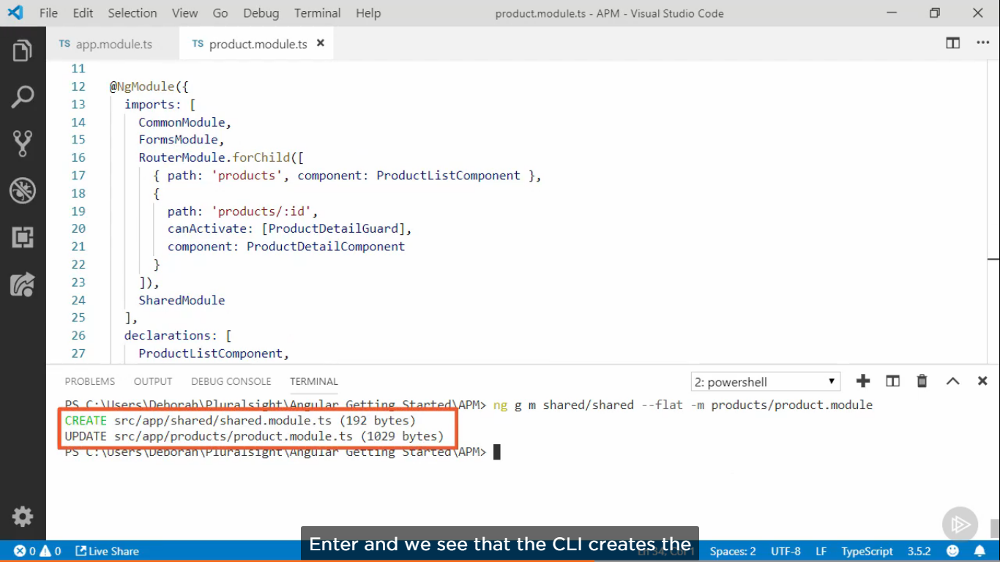 File Edit Selection View Go Debug Terminal Help product.module.ts - APM - Visual Studio Code
TS app.module.ts TS product.module.ts
11
12 @NgModule({
13 imports: [
14 CommonModule,
15 FormsModule,
16 RouterModule.forChild([
17 { path: 'products', component: ProductListComponent },
18 {
19 path: 'products/:id',
20 canActivate: [ProductDetailGuard],
21 component: ProductDetailComponent
22 }
23 ]),
24 SharedModule
25 ],
26 declarations: [
27 ProductListComponent,
PROBLEMS OUTPUT DEBUG CONSOLE TERMINAL 2: powershell
PS C:\Users\Deborah\Pluralsight\Angular Getting Started\APM> ng g m shared/shared --flat -m products/product.module
CREATE src/app/shared/shared.module.ts (192 bytes)
UPDATE src/app/products/product.module.ts (1029 bytes)
PS C:\Users\Deborah\Pluralsight\Angular Getting Started\APM>
Enter and we see that the CLI creates the
0 0 Live Share Ln 34, Col 1 Spaces: 2 UTF-8 LF TypeScript 3.5.2